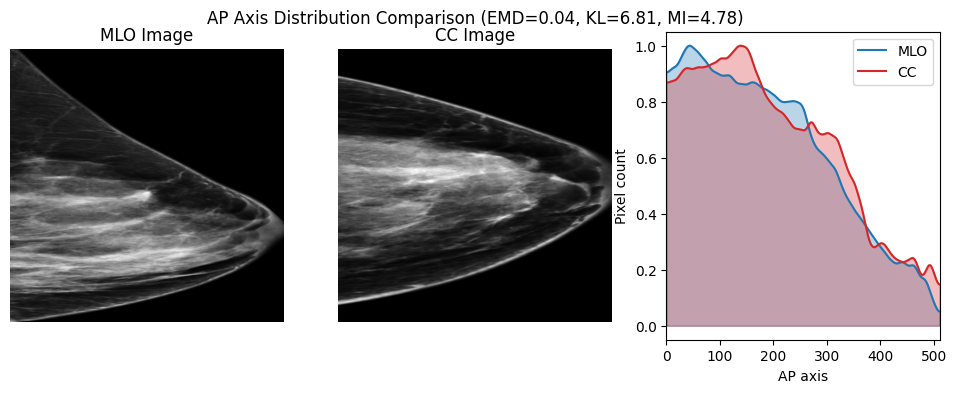 AP Axis Distribution Comparison (EMD=0.04, KL=6.81, MI=4.78)
MLO Image
CC Image
MLO
CC
Pixel count
1.0
0.8
0.6
0.4
0.2
0.0
0 100 200 300 400 500
AP axis